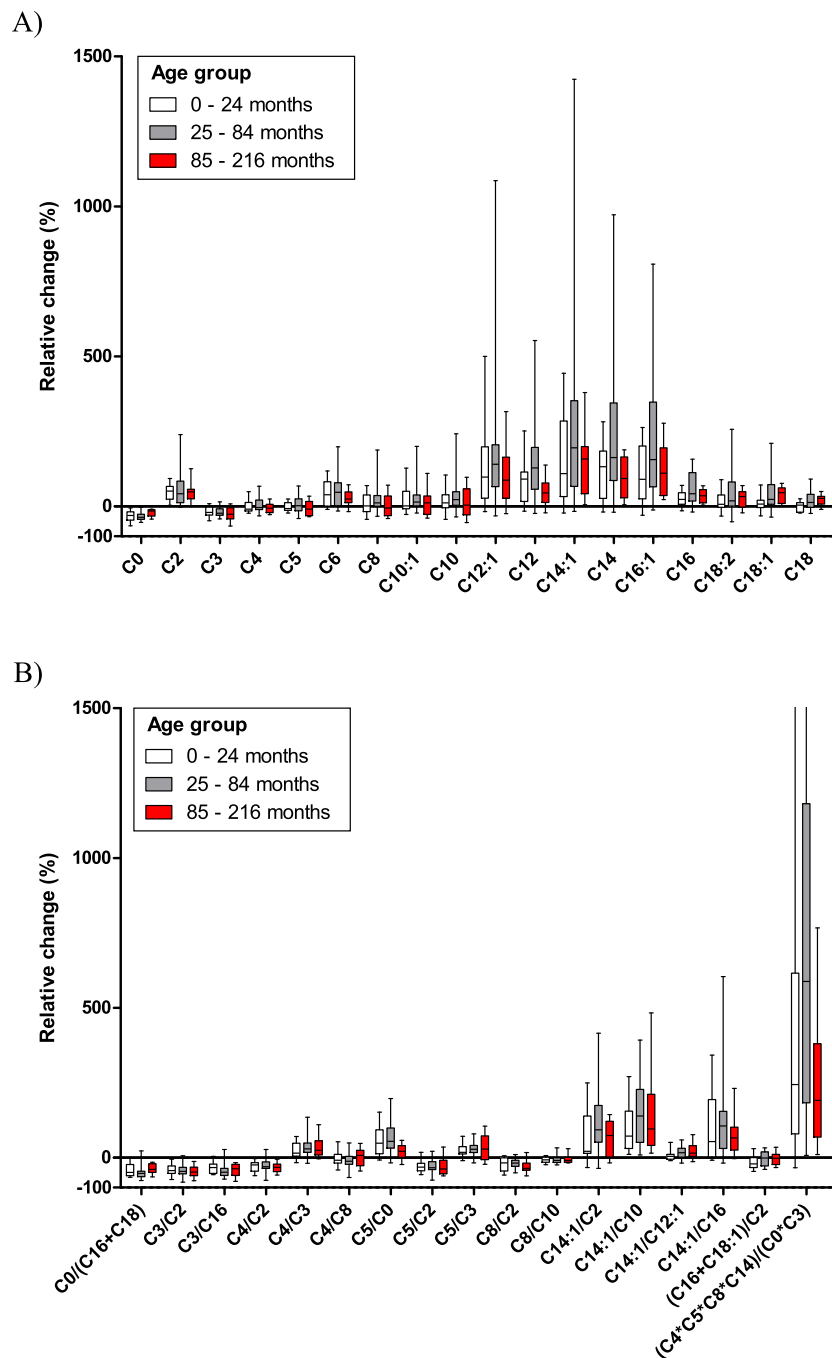 A)
1500
1000
500
0
-100
Relative change (%)
Age group
0 - 24 months
25 - 84 months
85 - 216 months
C0
C2
C3
C4
C5
C6
C8
C10:1
C10
C12:1
C12
C14:1
C14
C16:1
C16
C18:2
C18:1
C18
B)
1500
1000
500
0
-100
Relative change (%)
Age group
0 - 24 months
25 - 84 months
85 - 216 months
C0/(C16+C18)
C3/C2
C3/C16
C4/C2
C4/C3
C4/C8
C5/C0
C5/C2
C5/C3
C8/C2
C8/C10
C14:1/C2
C14:1/C10
C14:1/C12:1
C14:1/C16
(C16+C18:1)/C2
(C4*C5*C8*C14)/(C0*C3)